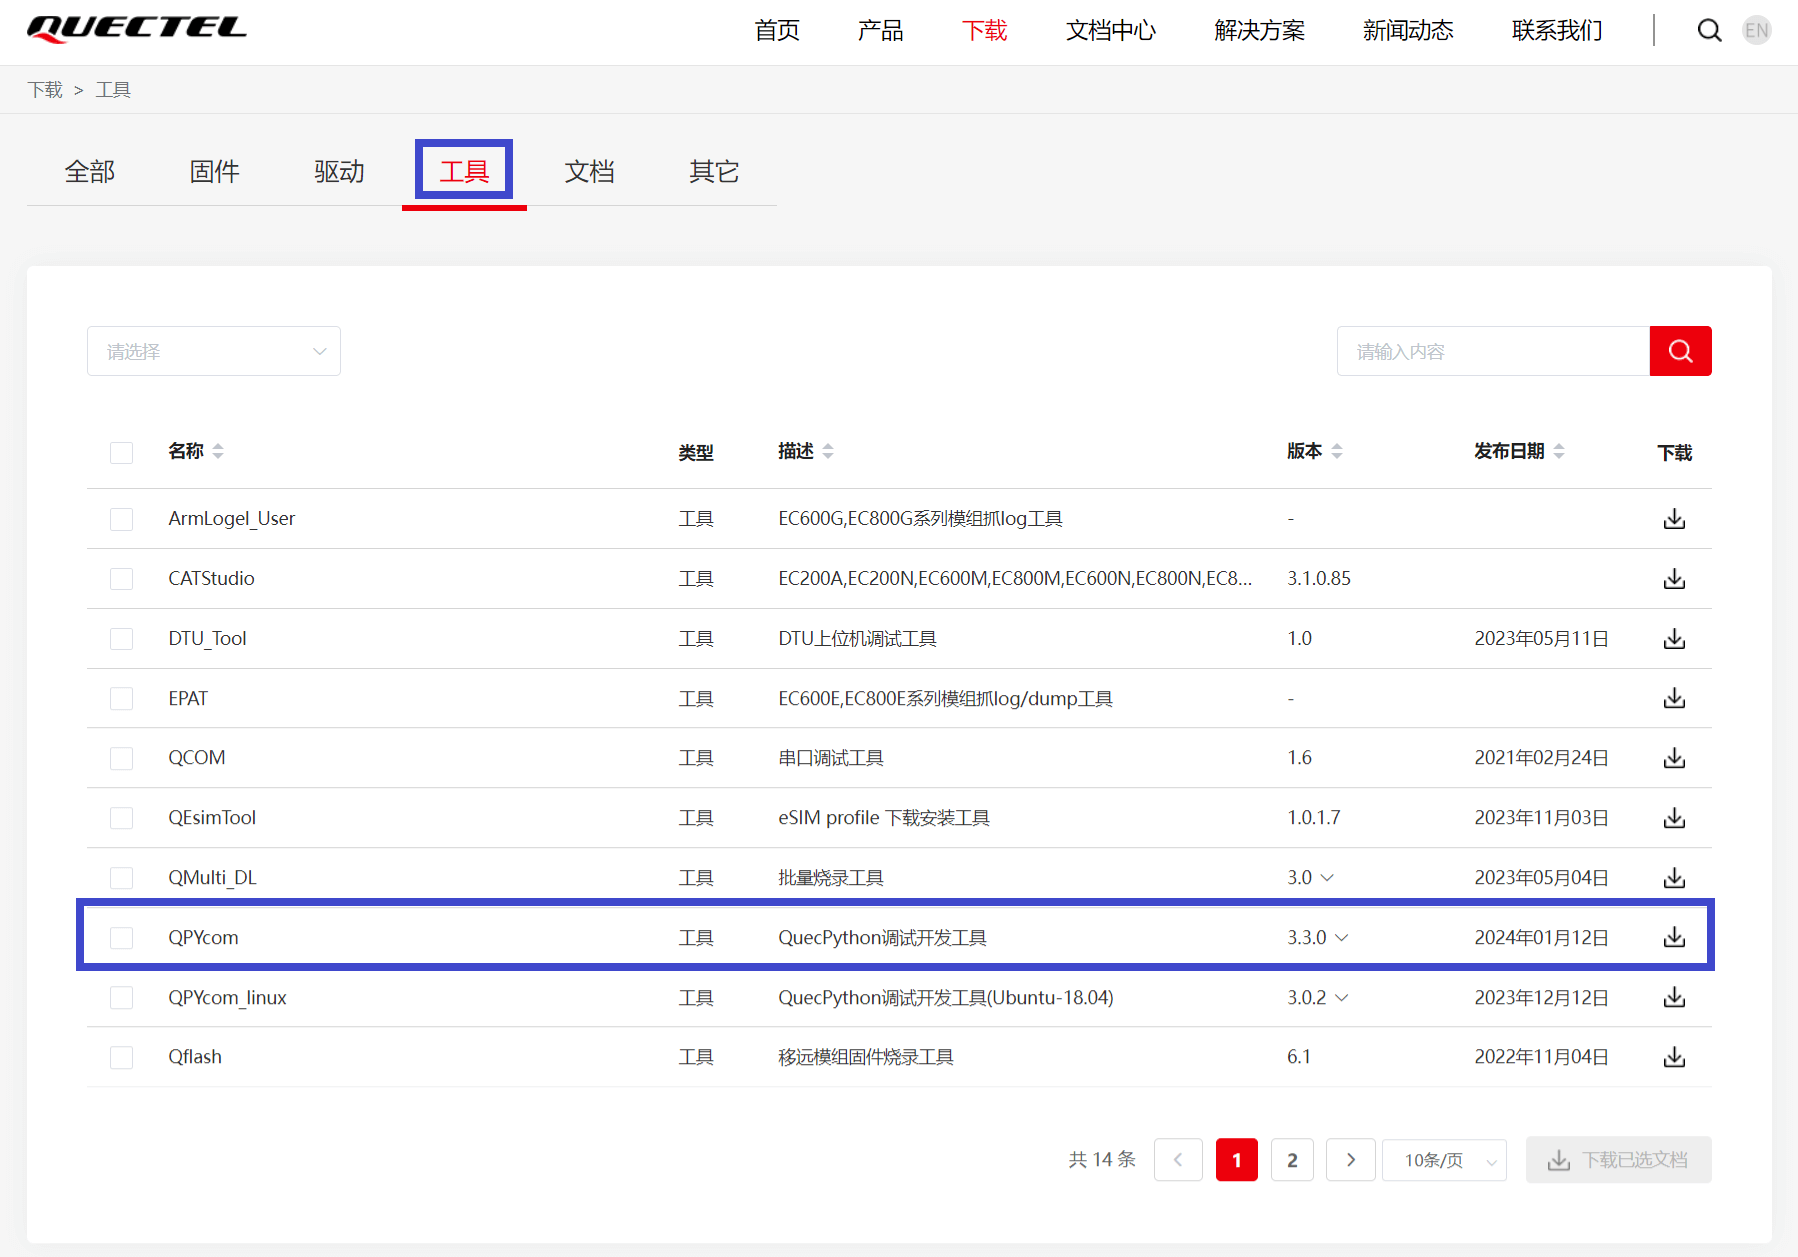 QUECTEL
首页 产品 下载 文档中心 解决方案 新闻动态 联系我们 EN
下载 > 工具
全部 固件 驱动 工具 文档 其它
请选择 请输入内容
名称 类型 描述 版本 发布日期 下载
ArmLogel_User 工具 EC600G,EC800G系列模组抓log工具 -
CATStudio 工具 EC200A,EC200N,EC600M,EC800M,EC600N,EC800N,EC8... 3.1.0.85
DTU_Tool 工具 DTU上位机调试工具 1.0 2023年05月11日
EPAT 工具 EC600E,EC800E系列模组抓log/dump工具 -
QCOM 工具 串口调试工具 1.6 2021年02月24日
QEsimTool 工具 eSIM profile 下载安装工具 1.0.1.7 2023年11月03日
QMulti_DL 工具 批量烧录工具 3.0 2023年05月04日
QPYcom 工具 QuecPython调试开发工具 3.3.0 2024年01月12日
QPYcom_linux 工具 QuecPython调试开发工具(Ubuntu-18.04) 3.0.2 2023年12月12日
Qflash 工具 移远模组固件烧录工具 6.1 2022年11月04日
共 14 条 < 1 2 > 10条/页 下载已选文档